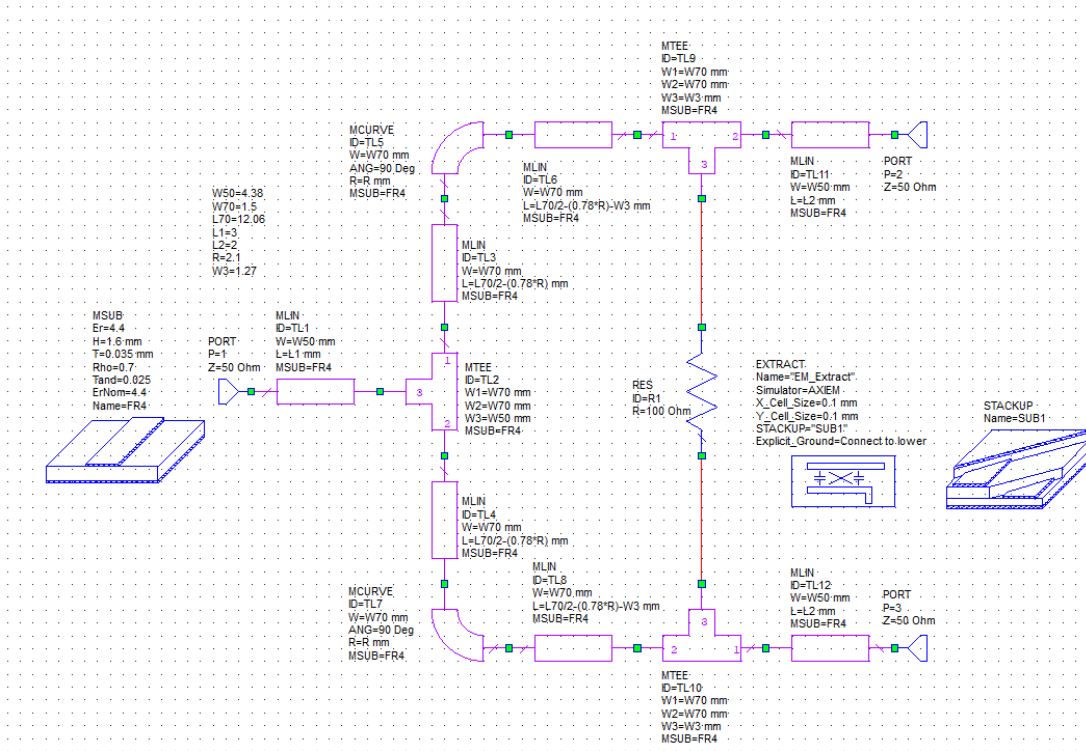 MTEE
ID=TL9
W1=W70 mm
W2=W70 mm
W3=W3 mm
MSUB=FR4
1
2
3
MCURVE
ID=TL5
W=W70 mm
ANG=90 Deg
R=R mm
MSUB=FR4
MLIN
ID=TL6
W=W70 mm
L=L70/2-(0.78*R)-W3 mm
MSUB=FR4
MLIN
ID=TL11
W=W50 mm
L=L2 mm
MSUB=FR4
PORT
P=2
Z=50 Ohm
W50=4.38
W70=1.5
L70=12.06
L1=3
L2=2
R=2.1
W3=1.27
MLIN
ID=TL3
W=W70 mm
L=L70/2-(0.78*R) mm
MSUB=FR4
MSUB
Er=4.4
H=1.6 mm
T=0.035 mm
Rho=0.7
Tand=0.025
ErNom=4.4
Name=FR4
PORT
P=1
Z=50 Ohm
MLIN
ID=TL1
W=W50 mm
L=L1 mm
MSUB=FR4
1
3
2
MTEE
ID=TL2
W1=W70 mm
W2=W70 mm
W3=W50 mm
MSUB=FR4
RES
ID=R1
R=100 Ohm
EXTRACT
Name="EM_Extract"
Simulator=AXIEM
X_Cell_Size=0.1 mm
Y_Cell_Size=0.1 mm
STACKUP="SUB1"
Explicit_Ground=Connect to lower
STACKUP
Name=SUB1
MLIN
ID=TL4
W=W70 mm
L=L70/2-(0.78*R) mm
MSUB=FR4
MCURVE
ID=TL7
W=W70 mm
ANG=90 Deg
R=R mm
MSUB=FR4
MLIN
ID=TL8
W=W70 mm
L=L70/2-(0.78*R)-W3 mm
MSUB=FR4
MLIN
ID=TL12
W=W50 mm
L=L2 mm
MSUB=FR4
PORT
P=3
Z=50 Ohm
3
2
1
MTEE
ID=TL10
W1=W70 mm
W2=W70 mm
W3=W3 mm
MSUB=FR4